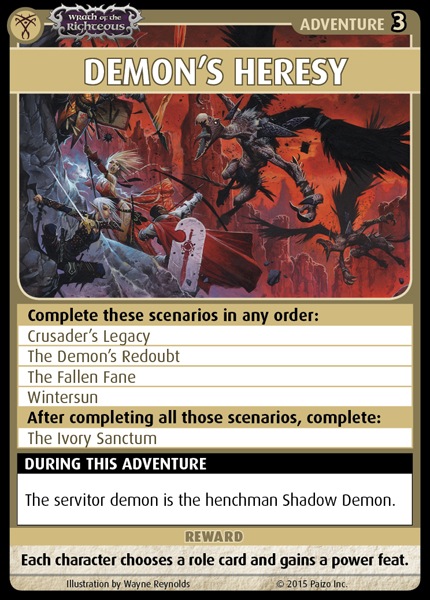 Wrath of the
Righteous
ADVENTURE 3
DEMON'S HERESY
Complete these scenarios in any order:
Crusader's Legacy
The Demon's Redoubt
The Fallen Fane
Wintersun
After completing all those scenarios, complete:
The Ivory Sanctum
DURING THIS ADVENTURE
The servitor demon is the henchman Shadow Demon.
REWARD
Each character chooses a role card and gains a power feat.
Illustration by Wayne Reynolds © 2015 Paizo Inc.